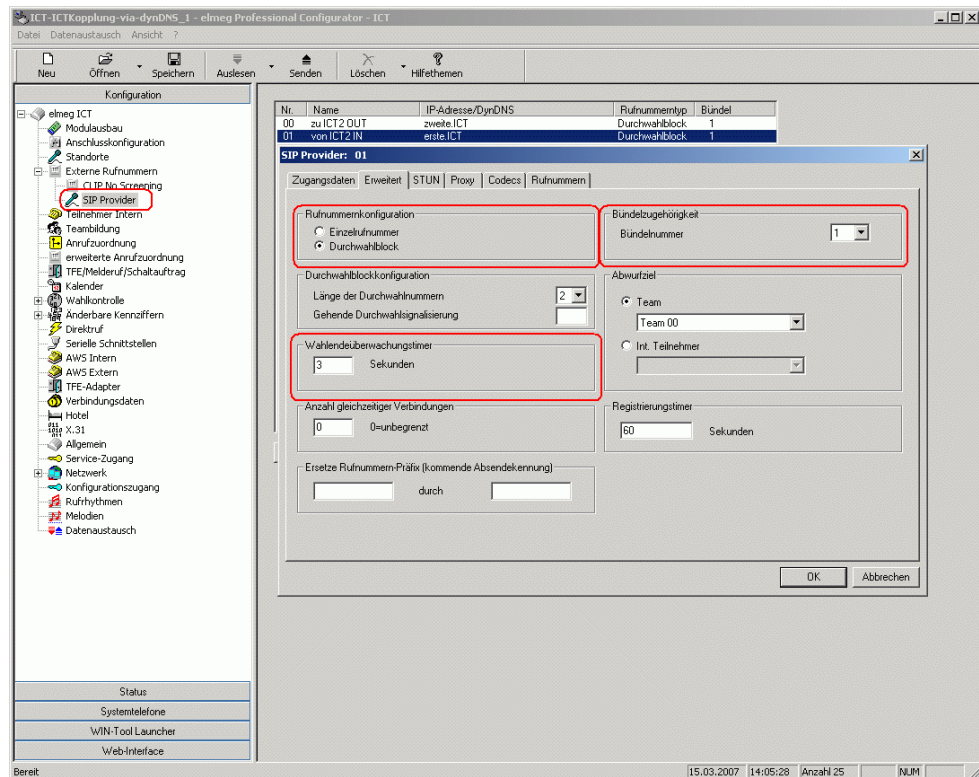 ICT-ICTKopplung-via-dynDNS_1 - elmeg Professional Configurator - ICT
Datei Datenaustausch Ansicht ?
Neu Öffnen Speichern Auslesen Senden Löschen Hilfethemen
Konfiguration
elmeg ICT
Modulausbau
Anschlusskonfiguration
Standorte
Externe Rufnummern
CLIP No Screening
SIP Provider
Teilnehmer Intern
Teambildung
Anrufzuordnung
erweiterte Anrufzuordnung
TFE/Melderuf/Schaltauftrag
Kalender
Wahlkontrolle
Änderbare Kennziffern
Direktruf
Serielle Schnittstellen
AWS Intern
AWS Extern
TFE-Adapter
Verbindungsdaten
Hotel
X.31
Allgemein
Service-Zugang
Netzwerk
Konfigurationszugang
Rufrhythmen
Melodien
Datenaustausch
Status
Systemtelefone
WIN-Tool Launcher
Web-Interface
Nr. Name IP-Adresse/DynDNS Rufnummerntyp Bündel
00 zu ICT2 OUT zweite.ICT Durchwahlblock 1
01 von ICT2 IN erste.ICT Durchwahlblock 1
SIP Provider: 01
Zugangsdaten Erweitert STUN Proxy Codecs Rufnummern
Rufnummernkonfiguration
Einzelrufnummer
Durchwahlblock
Bündelzugehörigkeit
Bündelnummer 1
Durchwahlblockkonfiguration
Länge der Durchwahlnummern 2
Gehende Durchwahlsignalisierung
Abwurfziel
Team
Team 00
Int. Teilnehmer
Wahlendeüberwachungstimer
3 Sekunden
Anzahl gleichzeitiger Verbindungen
0 0=unbegrenzt
Registrierungstimer
60 Sekunden
Ersetze Rufnummern-Präfix (kommende Absendekennung)
durch
OK Abbrechen
Bereit 15.03.2007 14:05:28 Anzahl 25 NUM